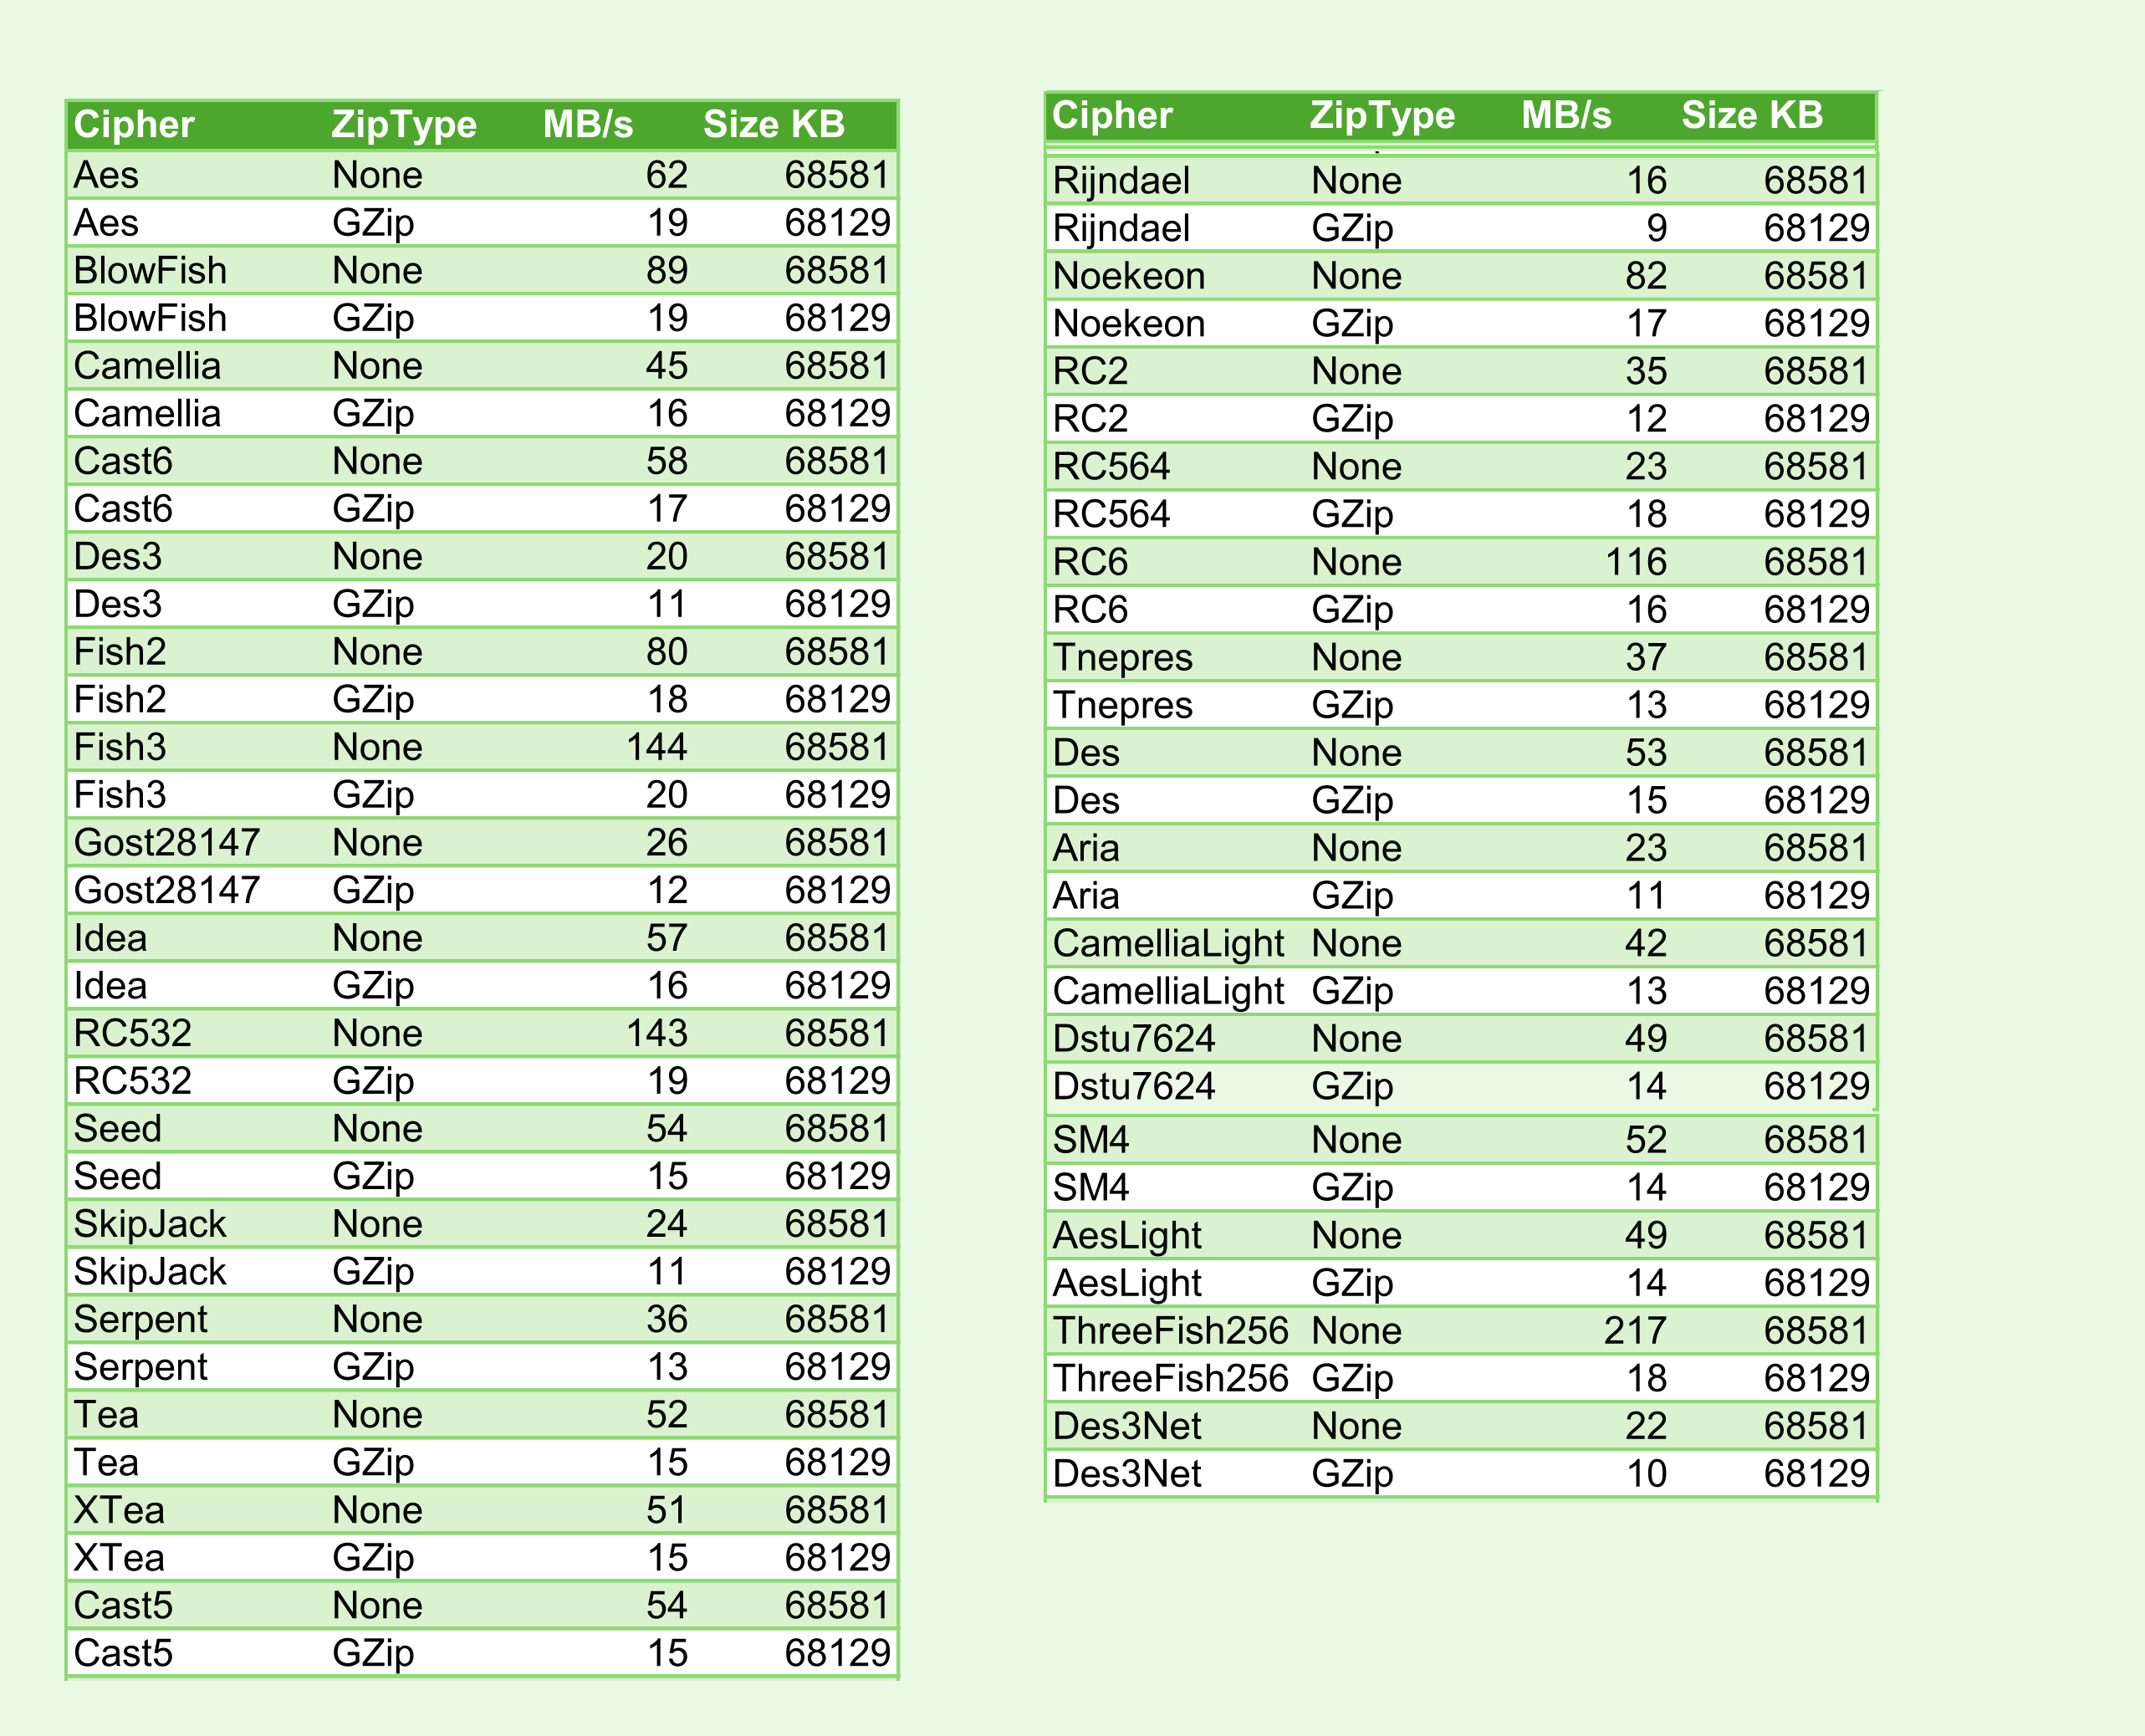 Cipher ZipType MB/s Size KB
Aes None 62 68581
Aes GZip 19 68129
BlowFish None 89 68581
BlowFish GZip 19 68129
Camellia None 45 68581
Camellia GZip 16 68129
Cast6 None 58 68581
Cast6 GZip 17 68129
Des3 None 20 68581
Des3 GZip 11 68129
Fish2 None 80 68581
Fish2 GZip 18 68129
Fish3 None 144 68581
Fish3 GZip 20 68129
Gost28147 None 26 68581
Gost28147 GZip 12 68129
Idea None 57 68581
Idea GZip 16 68129
RC532 None 143 68581
RC532 GZip 19 68129
Seed None 54 68581
Seed GZip 15 68129
SkipJack None 24 68581
SkipJack GZip 11 68129
Serpent None 36 68581
Serpent GZip 13 68129
Tea None 52 68581
Tea GZip 15 68129
XTea None 51 68581
XTea GZip 15 68129
Cast5 None 54 68581
Cast5 GZip 15 68129
Cipher ZipType MB/s Size KB
Rijndael None 16 68581
Rijndael GZip 9 68129
Noekeon None 82 68581
Noekeon GZip 17 68129
RC2 None 35 68581
RC2 GZip 12 68129
RC564 None 23 68581
RC564 GZip 18 68129
RC6 None 116 68581
RC6 GZip 16 68129
Tnepres None 37 68581
Tnepres GZip 13 68129
Des None 53 68581
Des GZip 15 68129
Aria None 23 68581
Aria GZip 11 68129
CamelliaLight None 42 68581
CamelliaLight GZip 13 68129
Dstu7624 None 49 68581
Dstu7624 GZip 14 68129
SM4 None 52 68581
SM4 GZip 14 68129
AesLight None 49 68581
AesLight GZip 14 68129
ThreeFish256 None 217 68581
ThreeFish256 GZip 18 68129
Des3Net None 22 68581
Des3Net GZip 10 68129